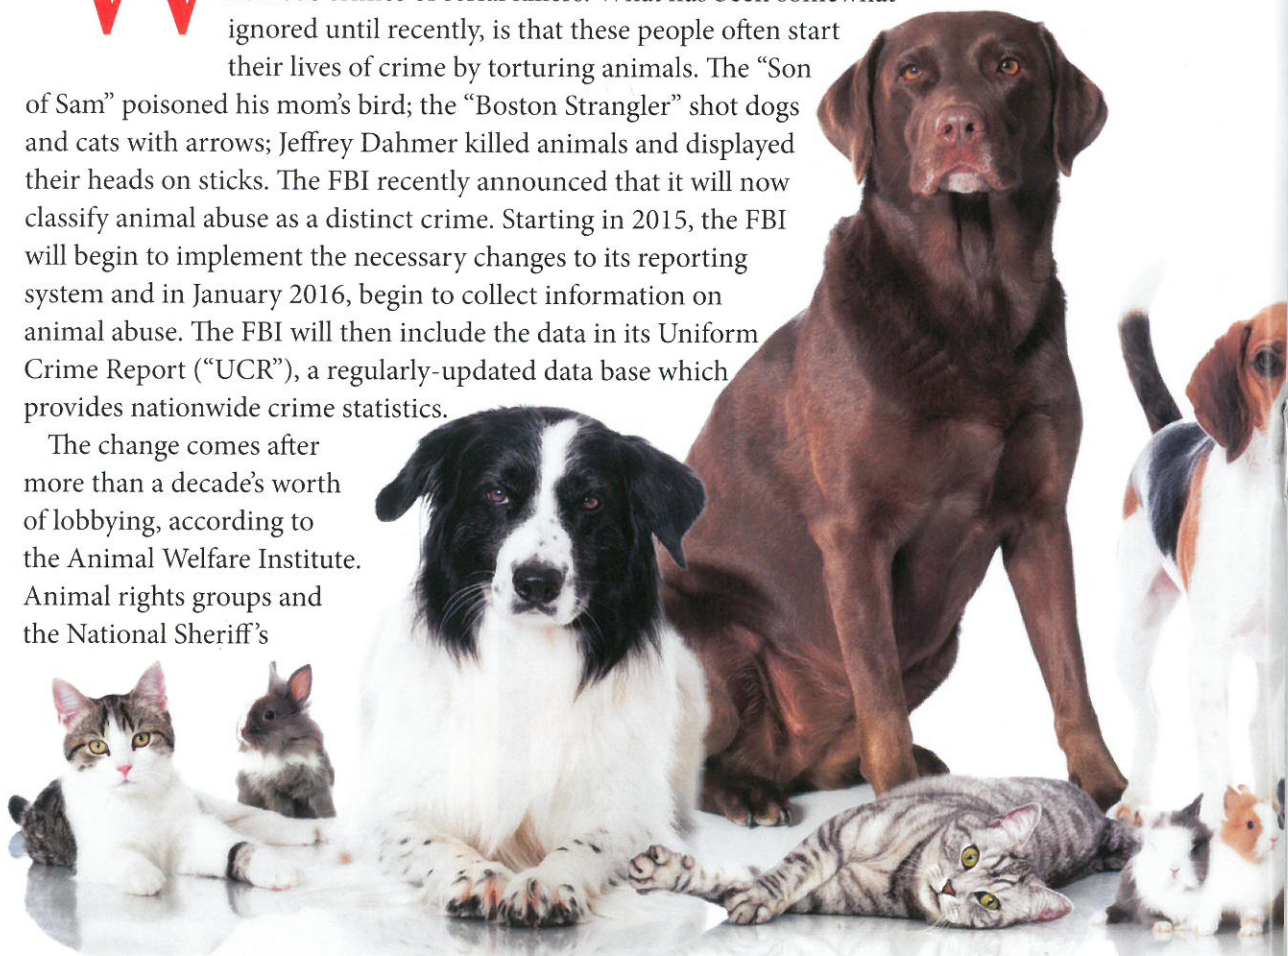 W
ignored until recently, is that these people often start
their lives of crime by torturing animals. The “Son
of Sam” poisoned his mom’s bird; the “Boston Strangler” shot dogs
and cats with arrows; Jeffrey Dahmer killed animals and displayed
their heads on sticks. The FBI recently announced that it will now
classify animal abuse as a distinct crime. Starting in 2015, the FBI
will begin to implement the necessary changes to its reporting
system and in January 2016, begin to collect information on
animal abuse. The FBI will then include the data in its Uniform
Crime Report (“UCR”), a regularly-updated data base which
provides nationwide crime statistics.
The change comes after
more than a decade’s worth
of lobbying, according to
the Animal Welfare Institute.
Animal rights groups and
the National Sheriff’s